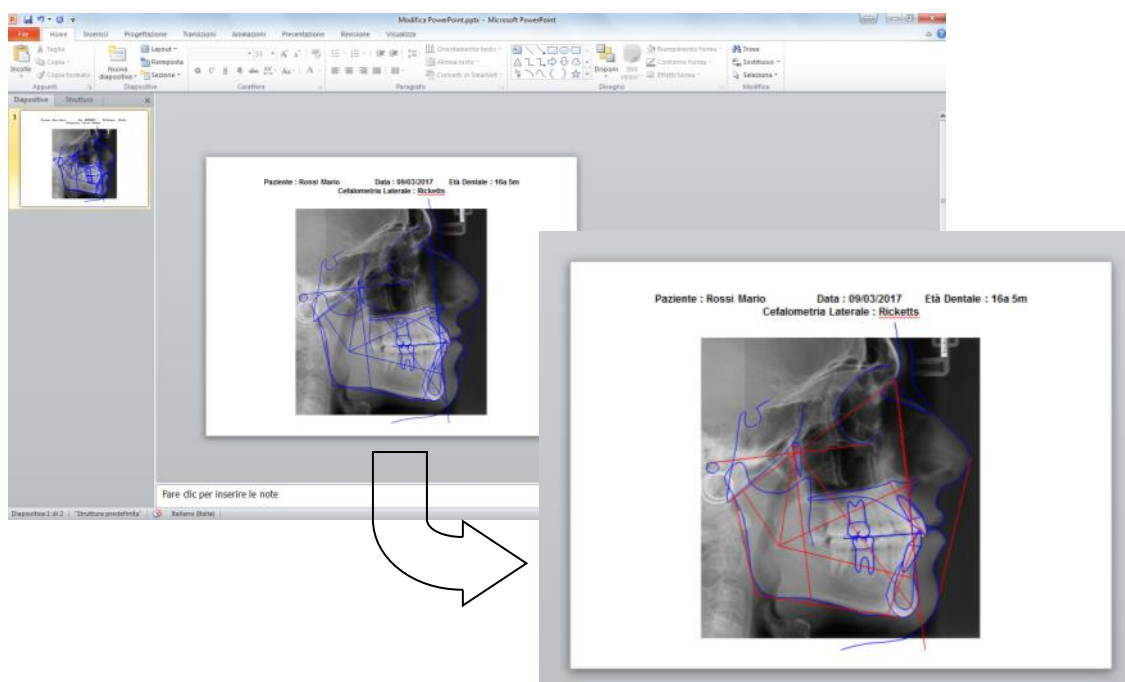 Modifica PowerPoint.pptx - Microsoft PowerPoint
File Home Inserisci Progettazione Transizioni Animazioni Presentazione Revisione Visualizza
Incolla
Taglia
Copia
Copia formato
Appunti
Nuova diapositiva
Layout
Reimposta
Sezione
Diapositive
Carattere
Orientamento testo
Allinea testo
Converti in SmartArt
Paragrafo
Disponi
Riempimento forma
Contorno forma
Effetti forma
Disegno
Trova
Sostituisci
Seleziona
Modifica
Diapositive Struttura
1
Paziente : Rossi Mario Data : 09/03/2017 Età Dentale : 16a 5m
Cefalometria Laterale : Ricketts
Fare clic per inserire le note
Diapositiva 1 di 2 "Struttura predefinita" Italiano (Italia)
Paziente : Rossi Mario Data : 09/03/2017 Età Dentale : 16a 5m
Cefalometria Laterale : Ricketts